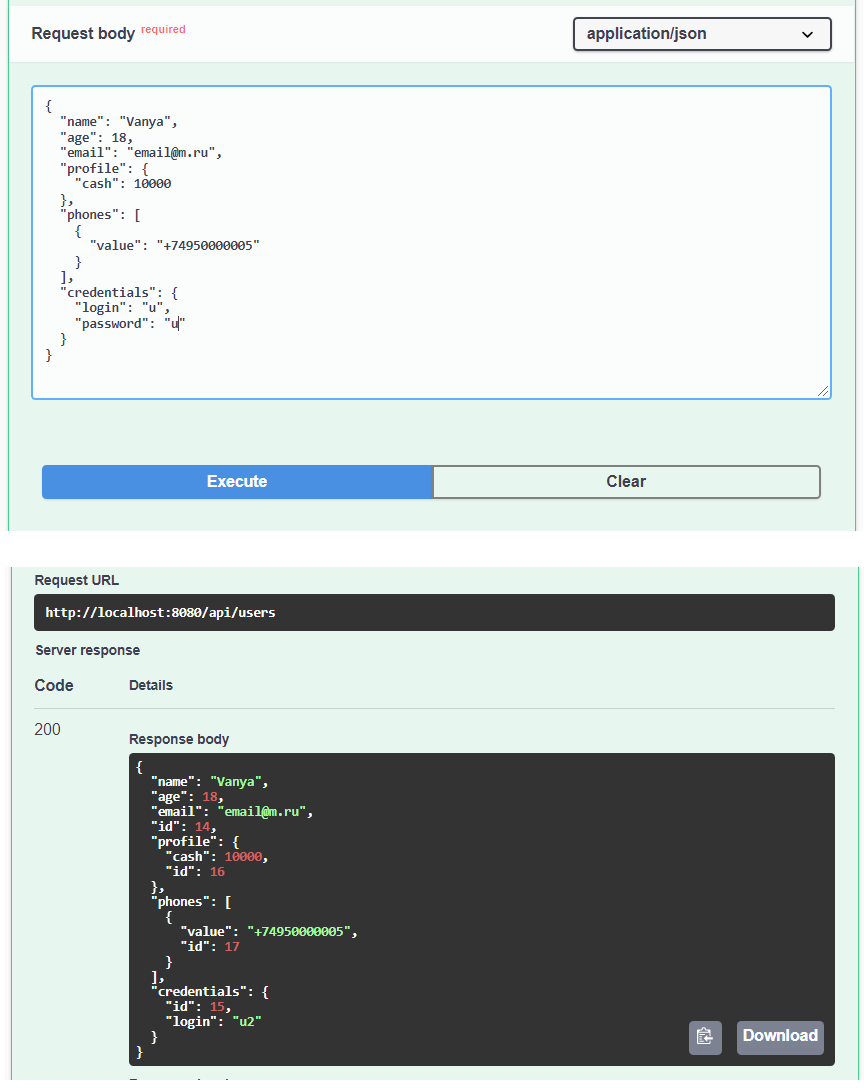 Request body required
application/json
{
  "name": "Vanya",
  "age": 18,
  "email": "email@m.ru",
  "profile": {
    "cash": 10000
  },
  "phones": [
    {
      "value": "+74950000005"
    }
  ],
  "credentials": {
    "login": "u",
    "password": "u"
  }
}
Execute
Clear
Request URL
http://localhost:8080/api/users
Server response
Code Details
200
Response body
{
  "name": "Vanya",
  "age": 18,
  "email": "email@m.ru",
  "id": 14,
  "profile": {
    "cash": 10000,
    "id": 16
  },
  "phones": [
    {
      "value": "+74950000005",
      "id": 17
    }
  ],
  "credentials": {
    "id": 15,
    "login": "u2"
  }
}
Download